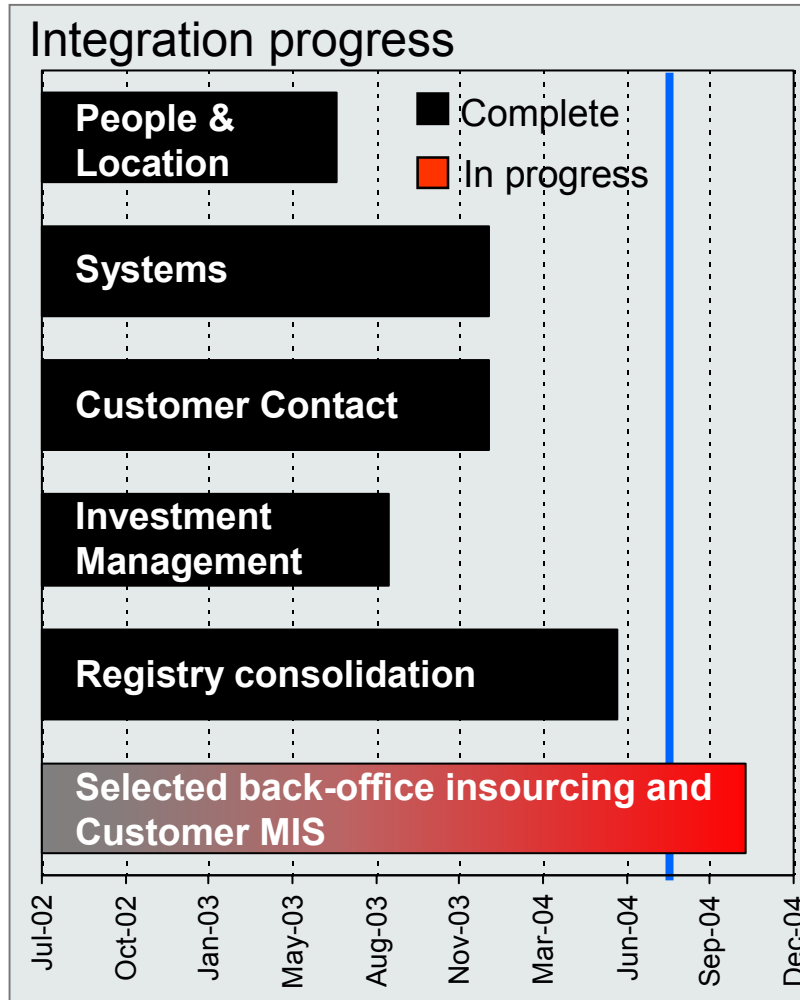 Integration progress
People &
Location
Complete
In progress
Systems
Customer Contact
Investment
Management
Registry consolidation
Selected back-office insourcing and
Customer MIS
Jul-02
Oct-02
Jan-03
May-03
Aug-03
Nov-03
Mar-04
Jun-04
Sep-04
Dec-04